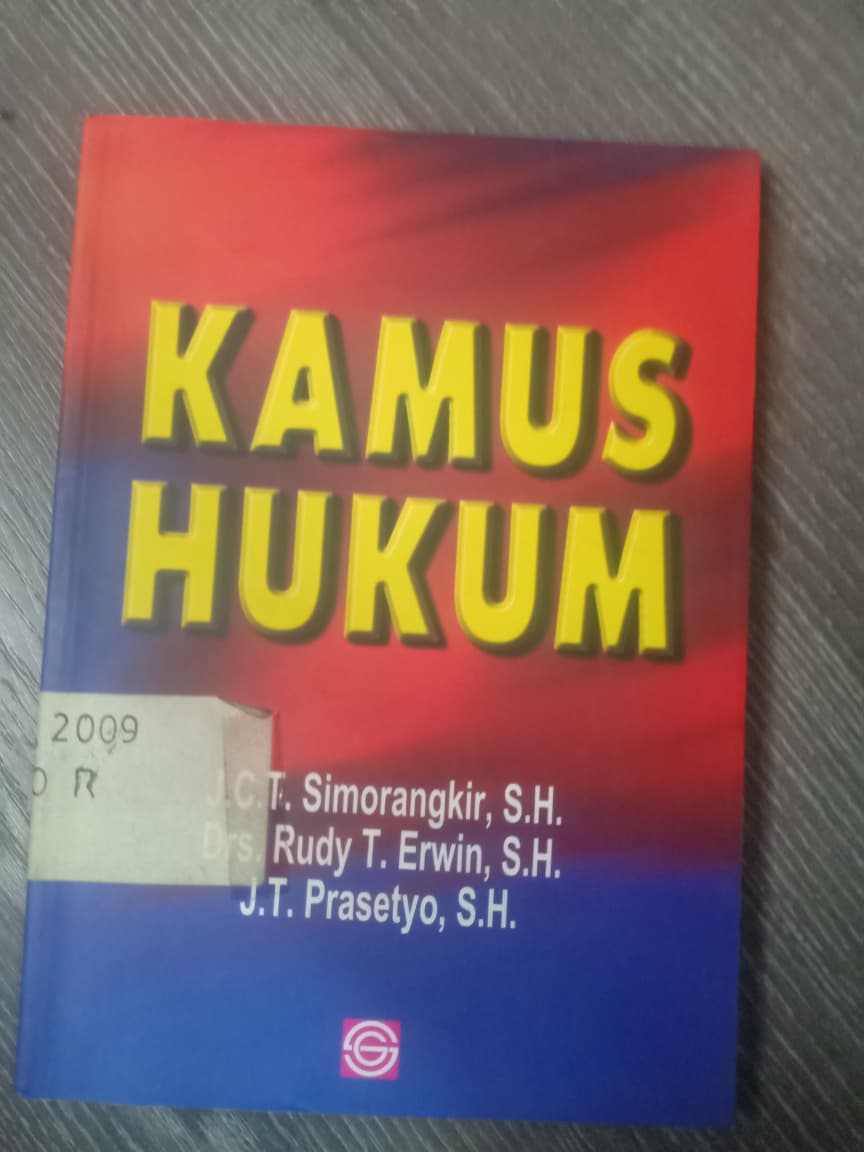 KAMUS
HUKUM
2009
R
J.C.T. Simorangkir, S.H.
Drs. Rudy T. Erwin, S.H.
J.T. Prasetyo, S.H.